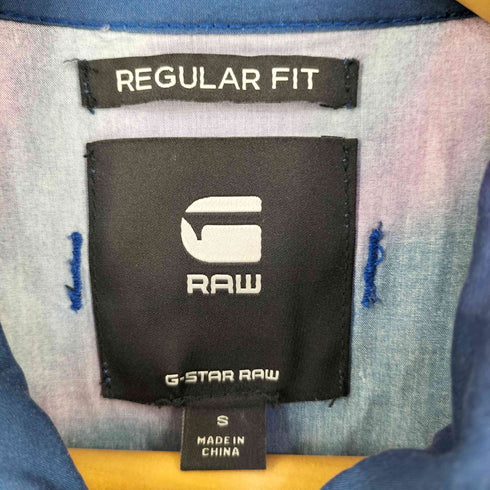 REGULAR FIT
G
RAW
G-STAR RAW
S
MADE IN
CHINA